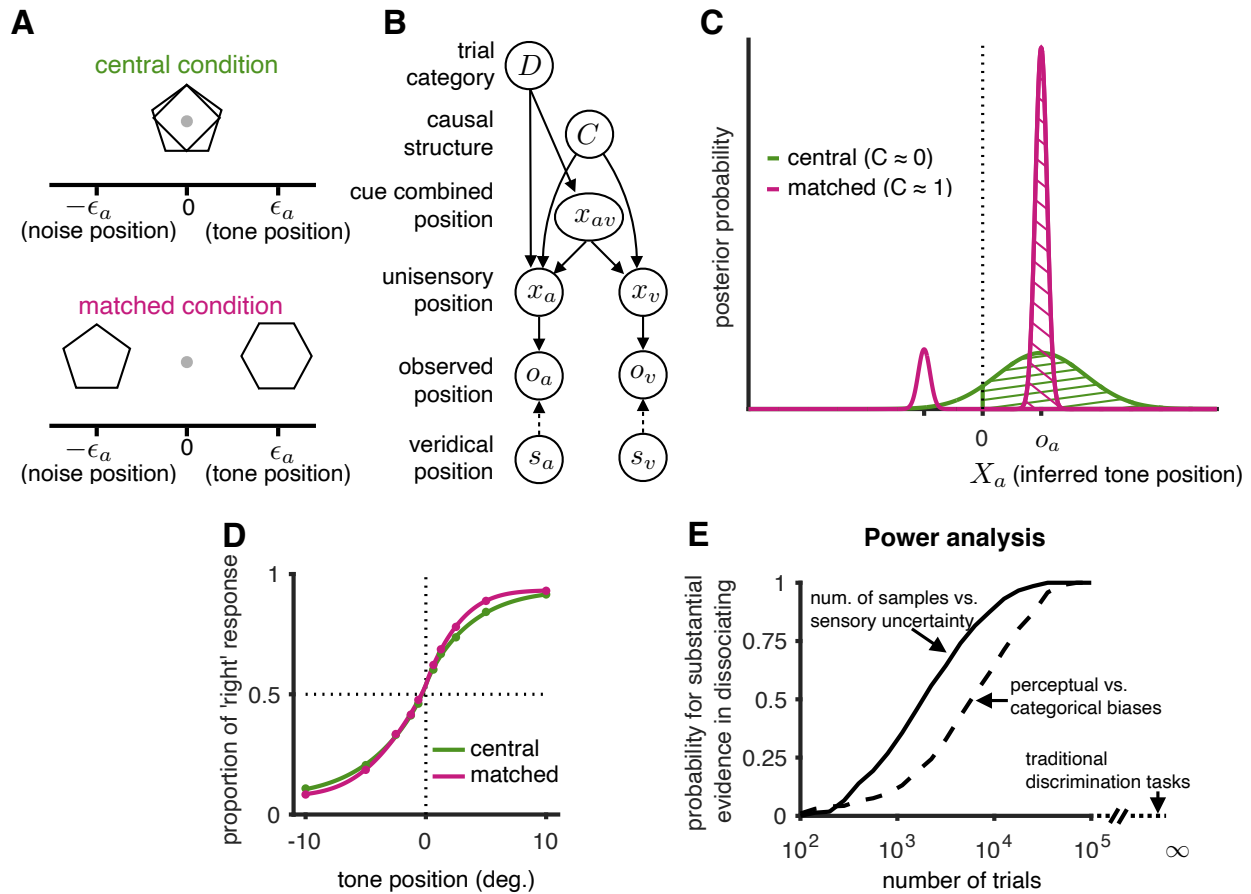 A
central condition
−ϵa
0
ϵa
(noise position)
(tone position)
matched condition
−ϵa
0
ϵa
(noise position)
(tone position)
B
trial
category
D
causal
structure
C
cue combined
position
xav
unisensory
position
xa
xv
observed
position
oa
ov
veridical
position
sa
sv
C
posterior probability
central (C ≈ 0)
matched (C ≈ 1)
0
oa
Xa (inferred tone position)
D
proportion of 'right' response
1
0.5
0
central
matched
-10
0
10
tone position (deg.)
E
Power analysis
probability for substantial
evidence in dissociating
1
0.75
0.5
0.25
0
num. of samples vs.
sensory uncertainty
perceptual vs.
categorical biases
traditional
discrimination tasks
10²
10³
10⁴
10⁵
∞
number of trials